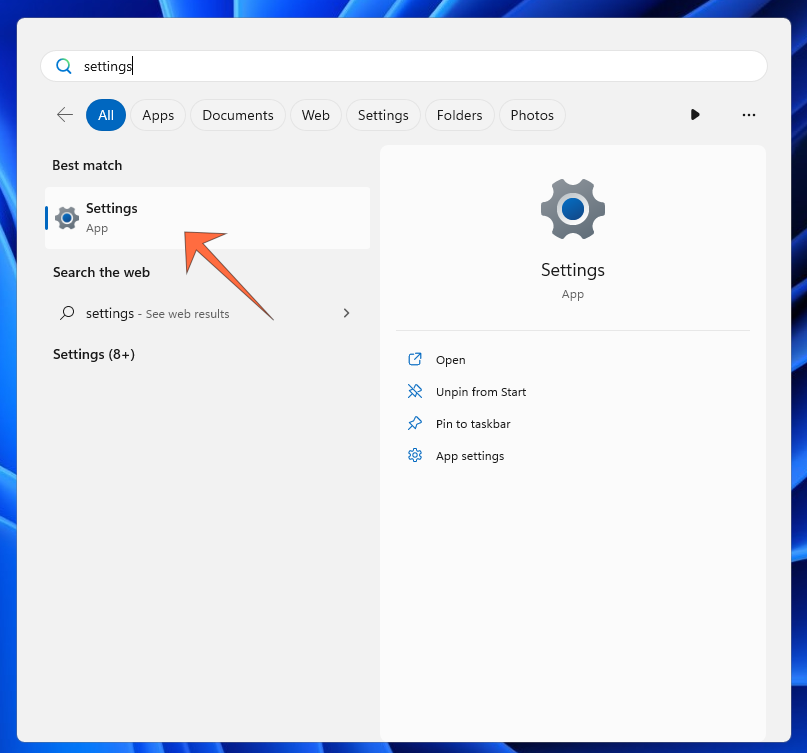 settings
All Apps Documents Web Settings Folders Photos
Best match
Settings
App
Search the web
settings - See web results
Settings (8+)
Settings
App
Open
Unpin from Start
Pin to taskbar
App settings